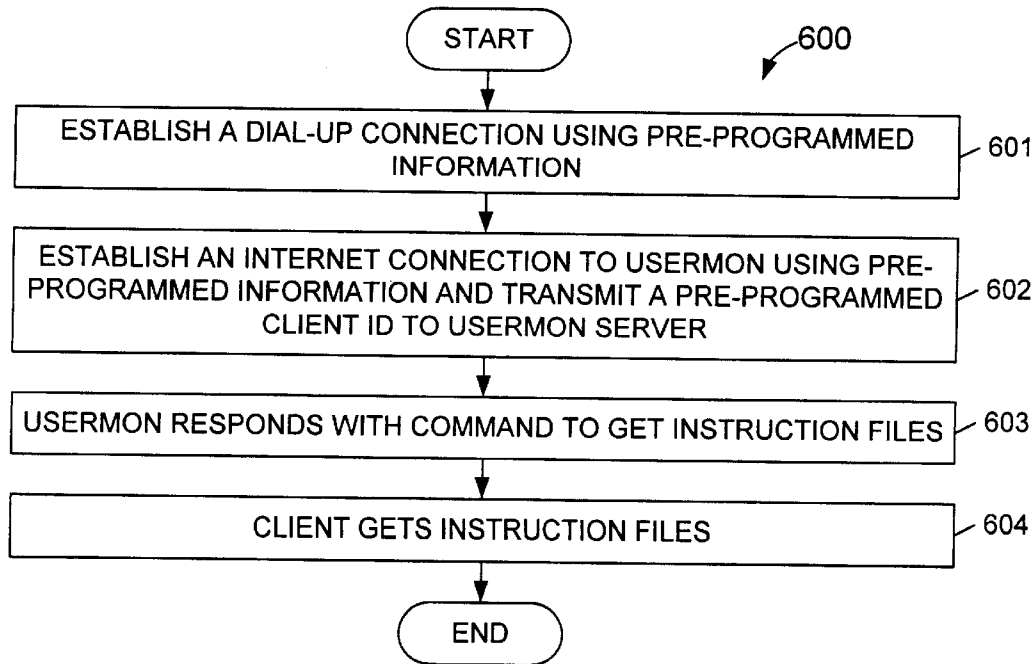 START
600
ESTABLISH A DIAL-UP CONNECTION USING PRE-PROGRAMMED
INFORMATION
601
ESTABLISH AN INTERNET CONNECTION TO USERMON USING PRE-
PROGRAMMED INFORMATION AND TRANSMIT A PRE-PROGRAMMED
CLIENT ID TO USERMON SERVER
602
USERMON RESPONDS WITH COMMAND TO GET INSTRUCTION FILES
603
CLIENT GETS INSTRUCTION FILES
604
END